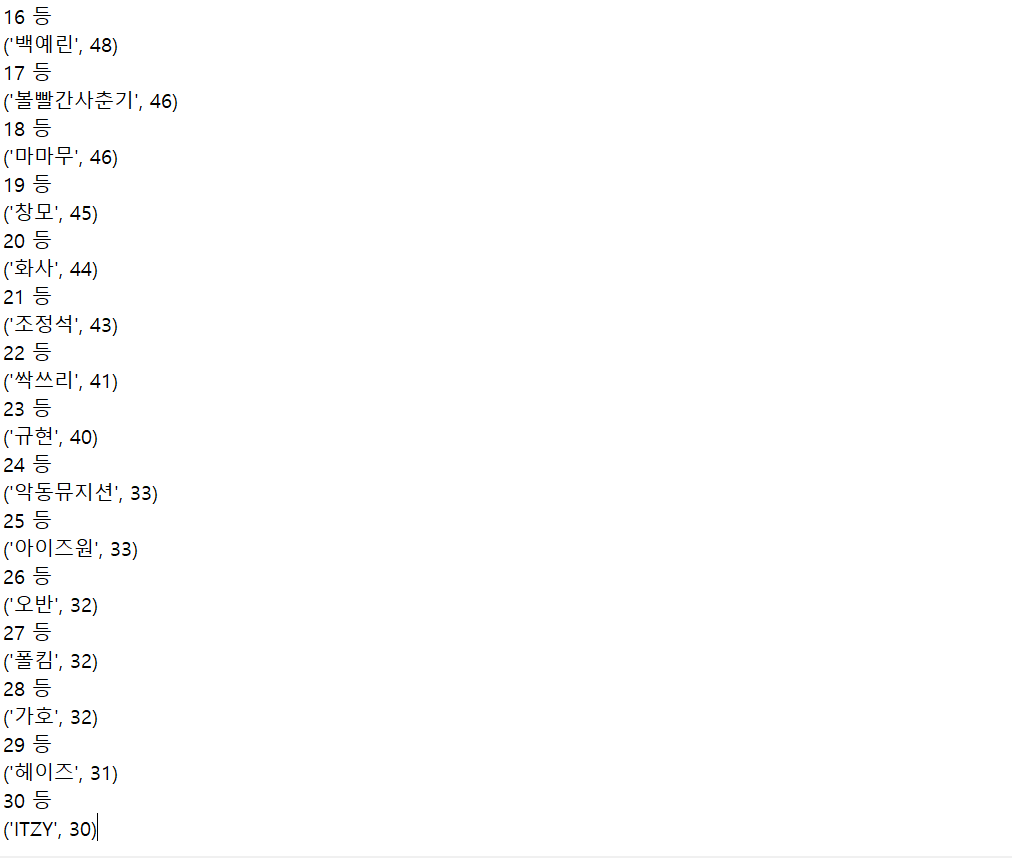 16 등
('백예린', 48)
17 등
('볼빨간사춘기', 46)
18 등
('마마무', 46)
19 등
('창모', 45)
20 등
('화사', 44)
21 등
('조정석', 43)
22 등
('싹쓰리', 41)
23 등
('규현', 40)
24 등
('악동뮤지션', 33)
25 등
('아이즈원', 33)
26 등
('오반', 32)
27 등
('폴킴', 32)
28 등
('가호', 32)
29 등
('헤이즈', 31)
30 등
('ITZY', 30)